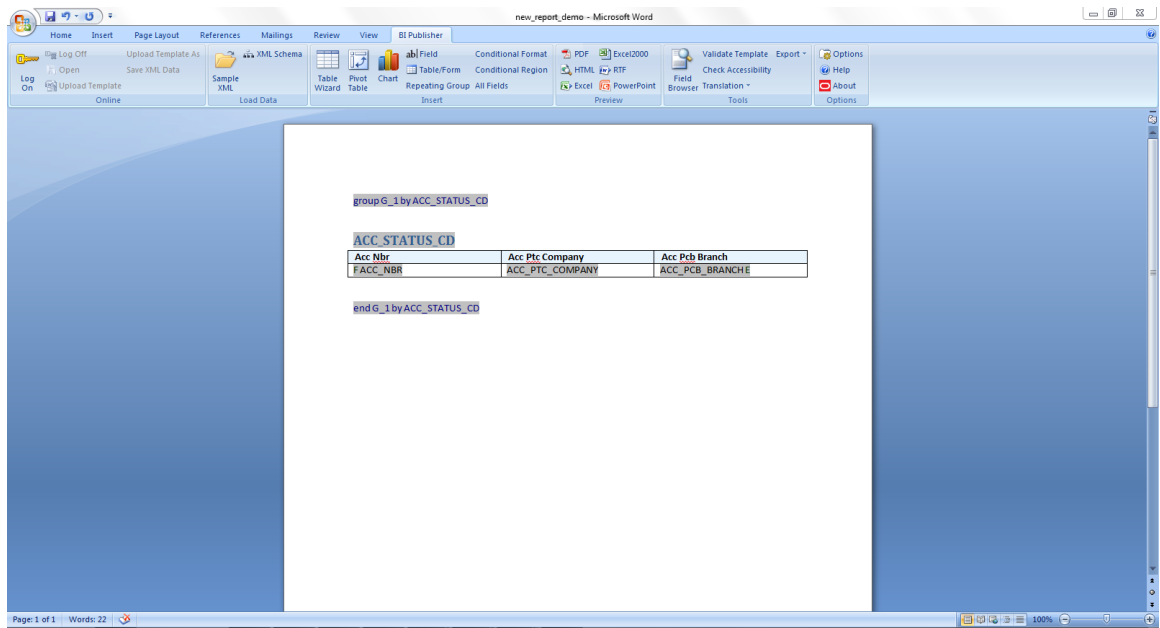 new_report_demo - Microsoft Word
Home Insert Page Layout References Mailings Review View BI Publisher
Log Off Upload Template As XML Schema ab Field Conditional Format PDF Excel2000 Validate Template Export Options
Open Save XML Data Table/Form Conditional Region HTML RTF Check Accessibility Help
Log On Upload Template Sample XML Table Wizard Pivot Table Chart Repeating Group All Fields Excel PowerPoint Field Browser Translation About
Online Load Data Insert Preview Tools Options
group G_1 by ACC_STATUS_CD
ACC_STATUS_CD
Acc Nbr Acc Ptc Company Acc Pcb Branch
F ACC_NBR ACC_PTC_COMPANY ACC_PCB_BRANCH E
end G_1 by ACC_STATUS_CD
Page: 1 of 1 Words: 22 100%